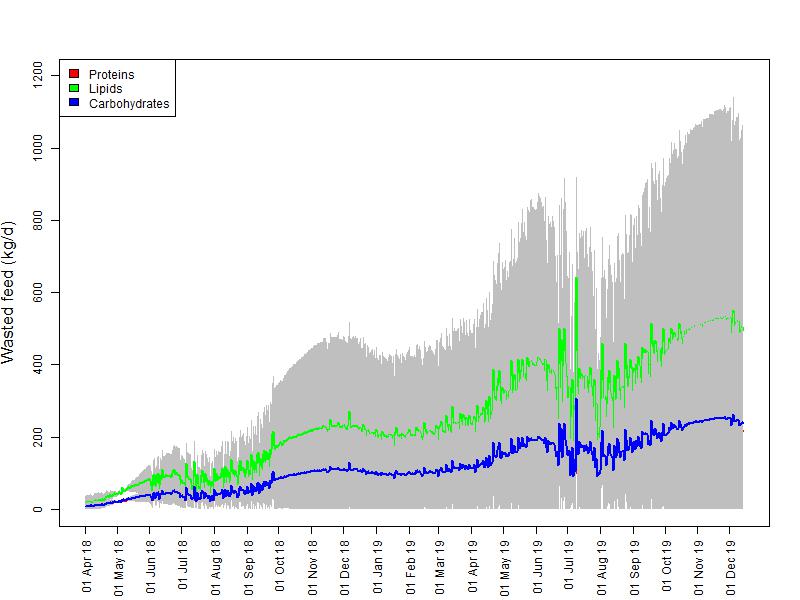 Proteins
Lipids
Carbohydrates
Wasted feed (kg/d)
1200
1000
800
600
400
200
0
01 Apr 18
01 May 18
01 Jun 18
01 Jul 18
01 Aug 18
01 Sep 18
01 Oct 18
01 Nov 18
01 Dec 18
01 Jan 19
01 Feb 19
01 Mar 19
01 Apr 19
01 May 19
01 Jun 19
01 Jul 19
01 Aug 19
01 Sep 19
01 Oct 19
01 Nov 19
01 Dec 19